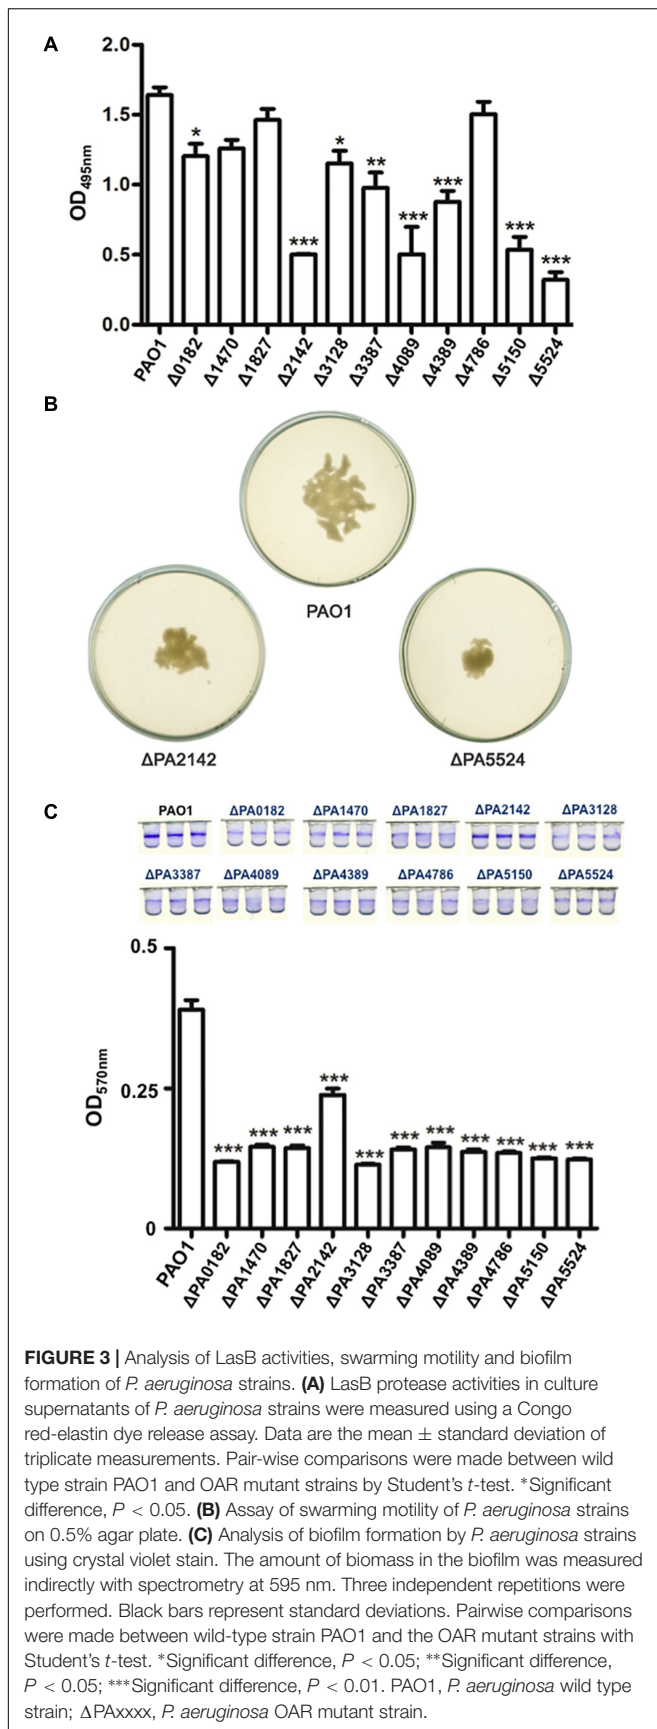 A
2.0
1.5
1.0
0.5
0.0
OD495nm
*
***
*
**
***
***
***
***
PAO1
Δ0182
Δ1470
Δ1827
Δ2142
Δ3128
Δ3387
Δ4089
Δ4389
Δ4786
Δ5150
Δ5524
B
PAO1
ΔPA2142
ΔPA5524
C
PAO1 ΔPA0182 ΔPA1470 ΔPA1827 ΔPA2142 ΔPA3128
ΔPA3387 ΔPA4089 ΔPA4389 ΔPA4786 ΔPA5150 ΔPA5524
0.5
0.25
0
OD570nm
***
***
***
***
***
***
***
***
***
***
***
PAO1
ΔPA0182
ΔPA1470
ΔPA1827
ΔPA2142
ΔPA3128
ΔPA3387
ΔPA4089
ΔPA4389
ΔPA4786
ΔPA5150
ΔPA5524
FIGURE 3 | Analysis of LasB activities, swarming motility and biofilm
formation of P. aeruginosa strains. (A) LasB protease activities in culture
supernatants of P. aeruginosa strains were measured using a Congo
red-elastin dye release assay. Data are the mean ± standard deviation of
triplicate measurements. Pair-wise comparisons were made between wild
type strain PAO1 and OAR mutant strains by Student's t-test. *Significant
difference, P < 0.05. (B) Assay of swarming motility of P. aeruginosa strains
on 0.5% agar plate. (C) Analysis of biofilm formation by P. aeruginosa strains
using crystal violet stain. The amount of biomass in the biofilm was measured
indirectly with spectrometry at 595 nm. Three independent repetitions were
performed. Black bars represent standard deviations. Pairwise comparisons
were made between wild-type strain PAO1 and the OAR mutant strains with
Student's t-test. *Significant difference, P < 0.05; **Significant difference,
P < 0.05; ***Significant difference, P < 0.01. PAO1, P. aeruginosa wild type
strain; ΔPAxxxx, P. aeruginosa OAR mutant strain.